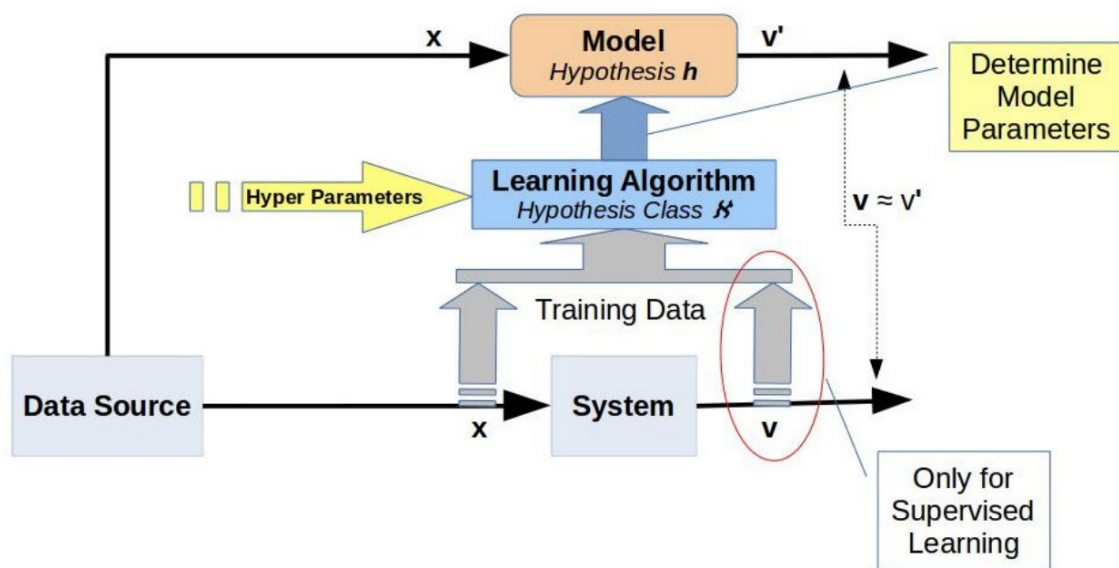 x
Model
v'
Hypothesis h
Determine
Model
Parameters
Hyper Parameters
Learning Algorithm
Hypothesis Class ℋ
v ≈ v'
Training Data
Data Source
x
System
v
Only for
Supervised
Learning